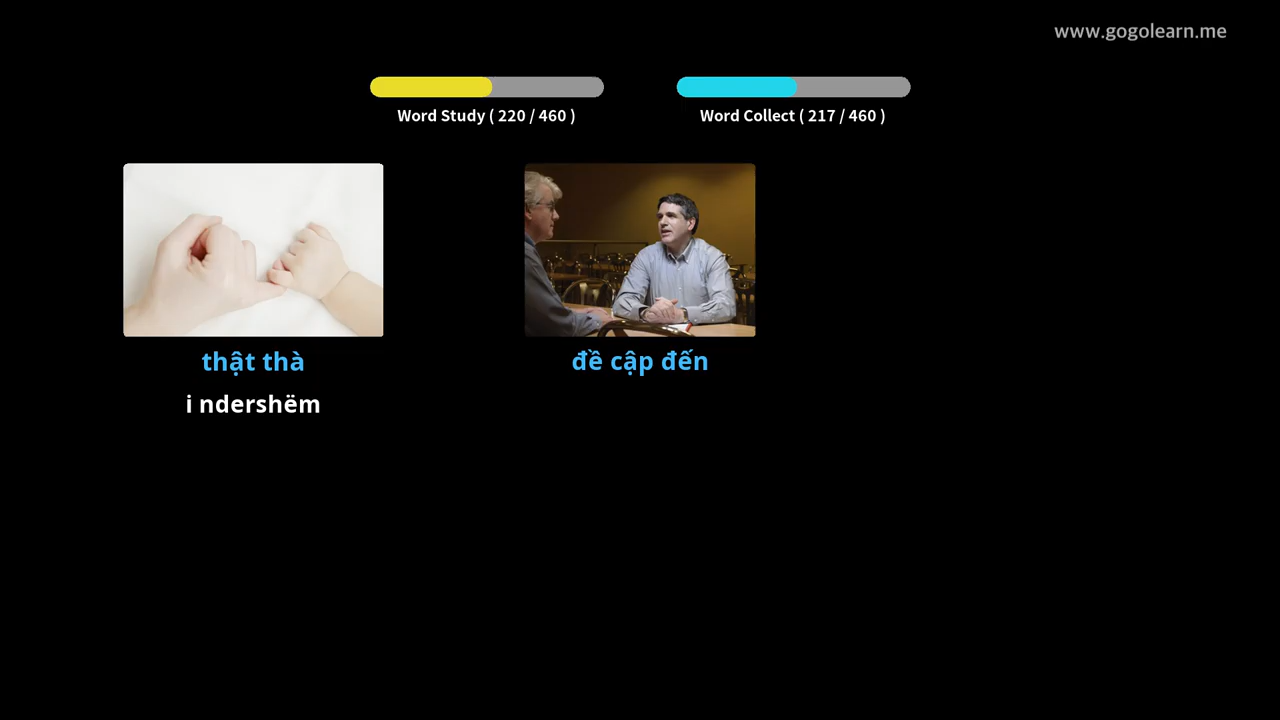 www.gogolearn.me
Word Study ( 220 / 460 )
Word Collect ( 217 / 460 )
thật thà
đề cập đến
i ndershëm